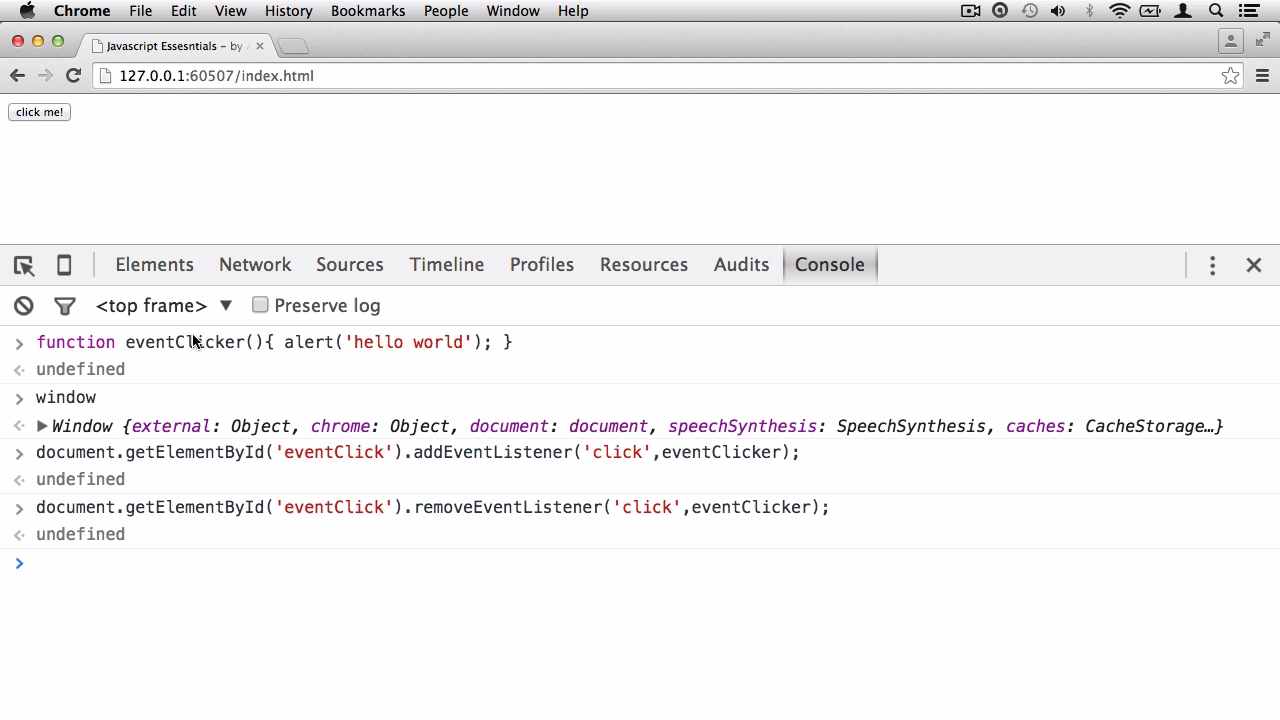 Chrome File Edit View History Bookmarks People Window Help
Javascript Essesntials – by
127.0.0.1:60507/index.html
click me!
Elements Network Sources Timeline Profiles Resources Audits Console
<top frame> ▼ Preserve log
function eventClicker(){ alert('hello world'); }
undefined
window
Window {external: Object, chrome: Object, document: document, speechSynthesis: SpeechSynthesis, caches: CacheStorage…}
document.getElementById('eventClick').addEventListener('click',eventClicker);
undefined
document.getElementById('eventClick').removeEventListener('click',eventClicker);
undefined